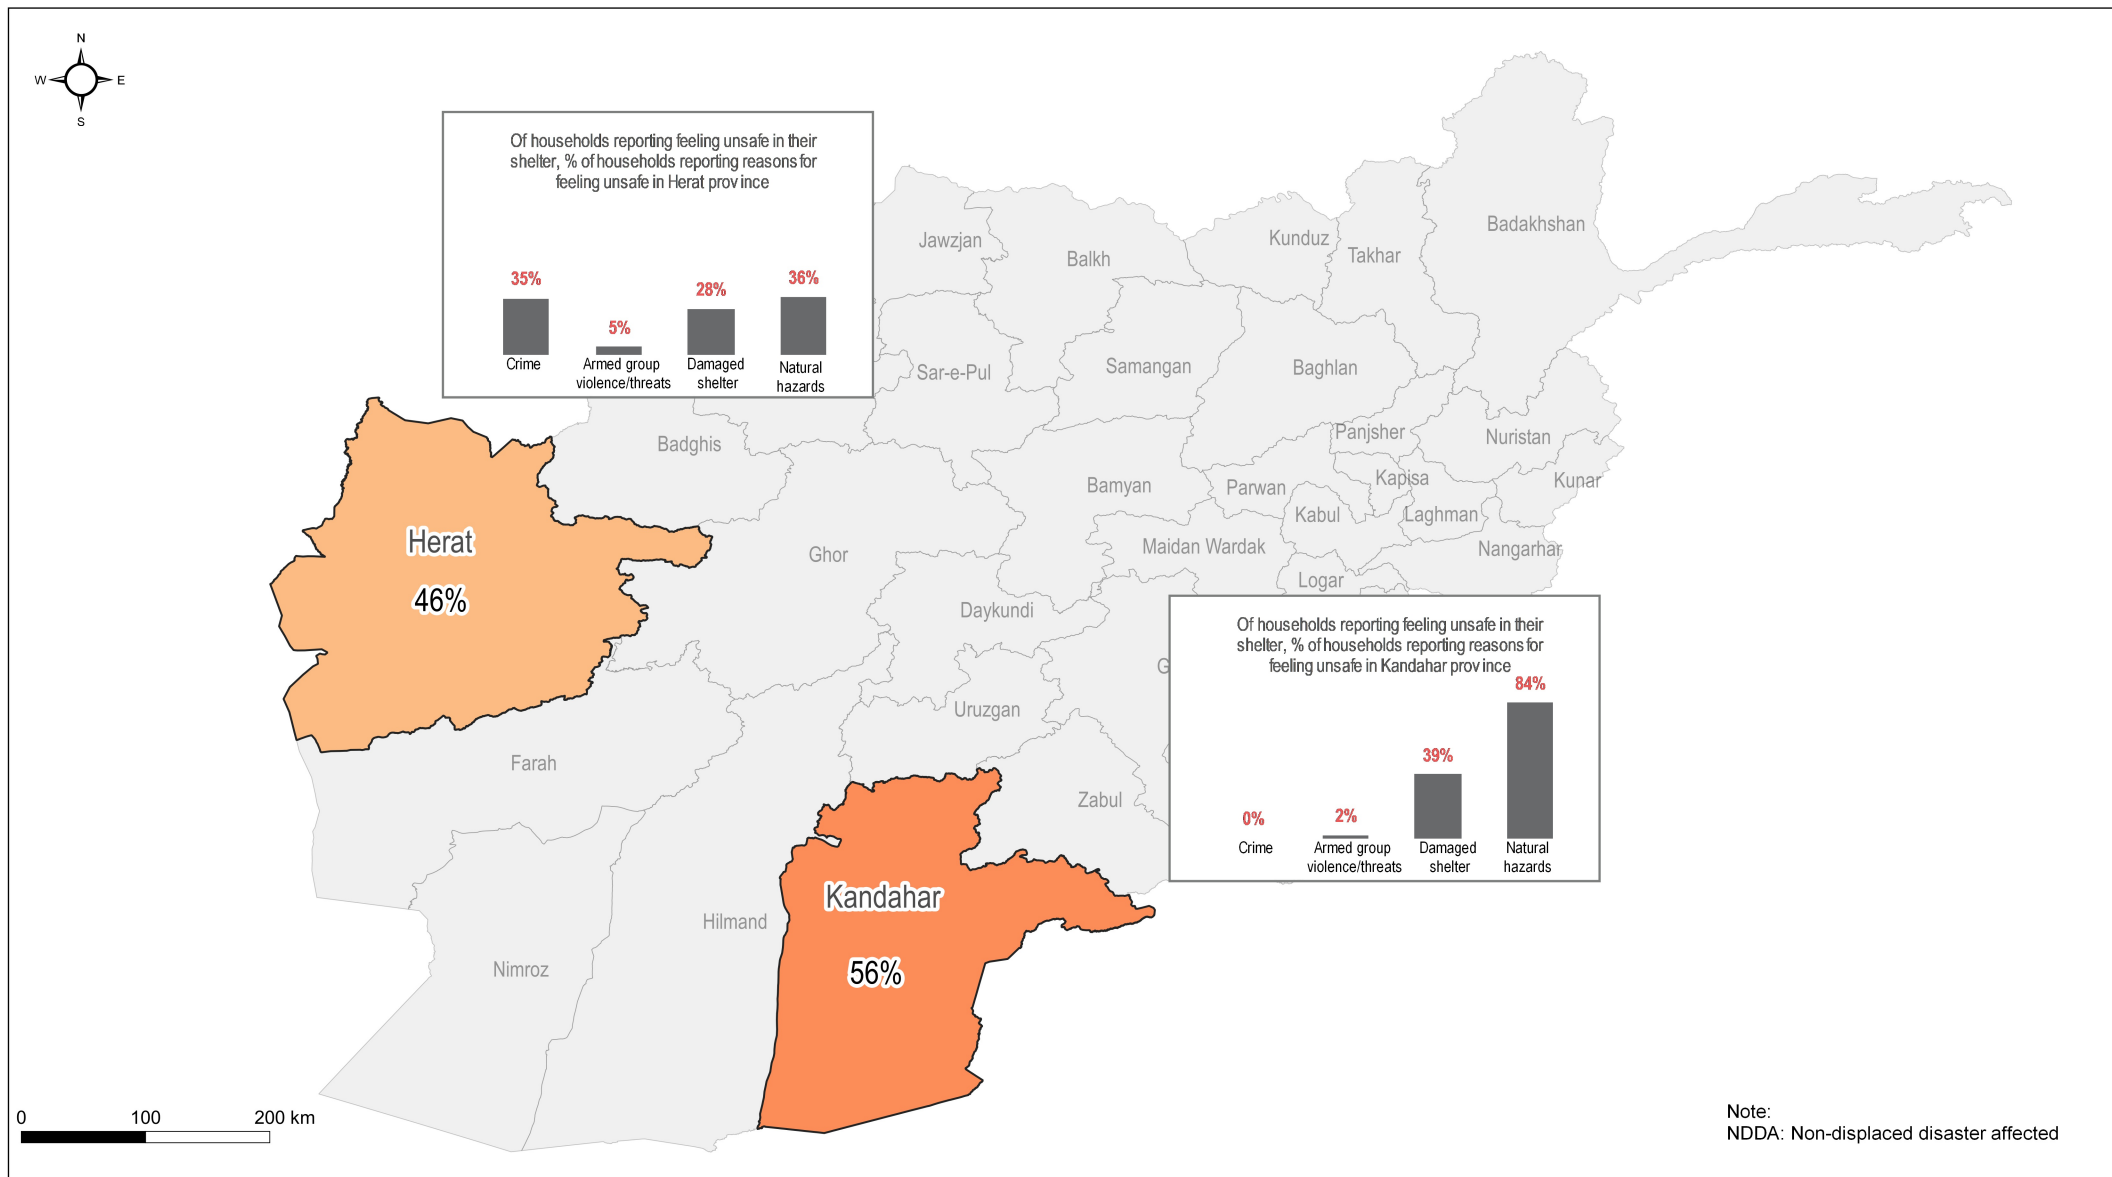 N
W E
S
Of households reporting feeling unsafe in their
shelter, % of households reporting reasons for
feeling unsafe in Herat province
35%
5%
28%
36%
Crime
Armed group
violence/threats
Damaged
shelter
Natural
hazards
Jawzjan
Balkh
Kunduz
Takhar
Badakhshan
Sar-e-Pul
Samangan
Baghlan
Badghis
Panjsher
Nuristan
Bamyan
Parwan
Kapisa
Kunar
Kabul
Laghman
Herat
46%
Ghor
Maidan Wardak
Nangarhar
Logar
Daykundi
Uruzgan
Farah
Zabul
Of households reporting feeling unsafe in their
shelter, % of households reporting reasons for
feeling unsafe in Kandahar province
0%
2%
39%
84%
Crime
Armed group
violence/threats
Damaged
shelter
Natural
hazards
Kandahar
56%
Hilmand
Nimroz
0 100 200 km
Note:
NDDA: Non-displaced disaster affected